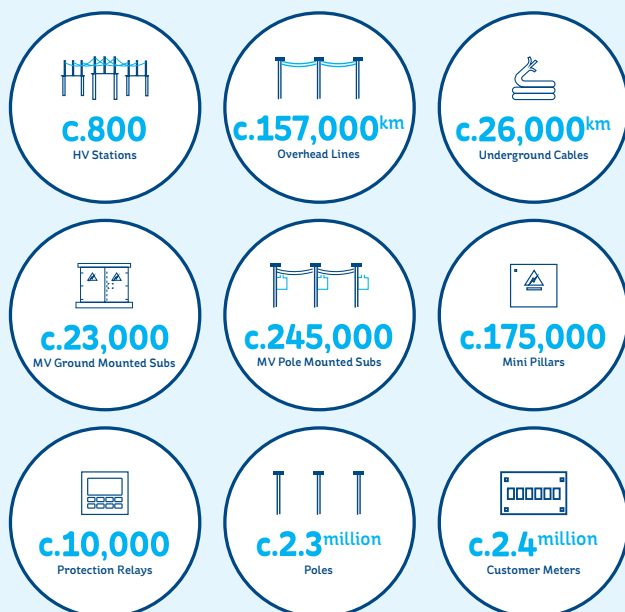 c.800
HV Stations
c.157,000km
Overhead Lines
c.26,000km
Underground Cables
c.23,000
MV Ground Mounted Subs
c.245,000
MV Pole Mounted Subs
c.175,000
Mini Pillars
c.10,000
Protection Relays
c.2.3million
Poles
c.2.4million
Customer Meters